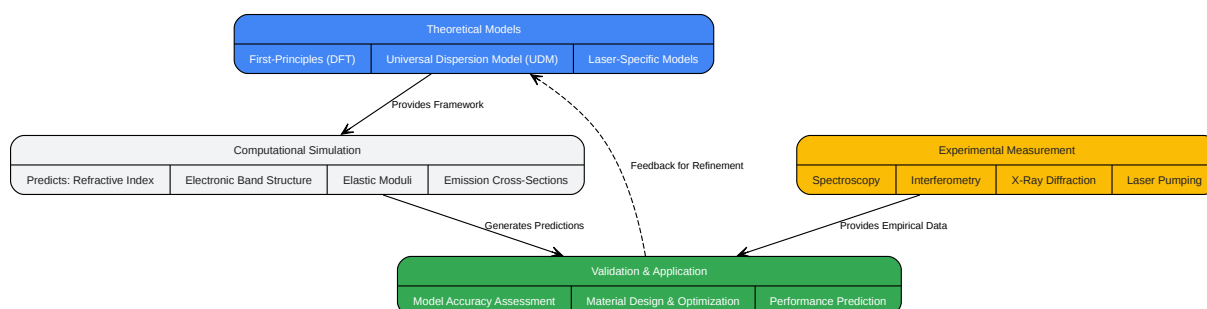 Theoretical Models
First-Principles (DFT) Universal Dispersion Model (UDM) Laser-Specific Models
Provides Framework
Computational Simulation
Predicts: Refractive Index Electronic Band Structure Elastic Moduli Emission Cross-Sections
Feedback for Refinement
Experimental Measurement
Spectroscopy Interferometry X-Ray Diffraction Laser Pumping
Generates Predictions
Provides Empirical Data
Validation & Application
Model Accuracy Assessment Material Design & Optimization Performance Prediction